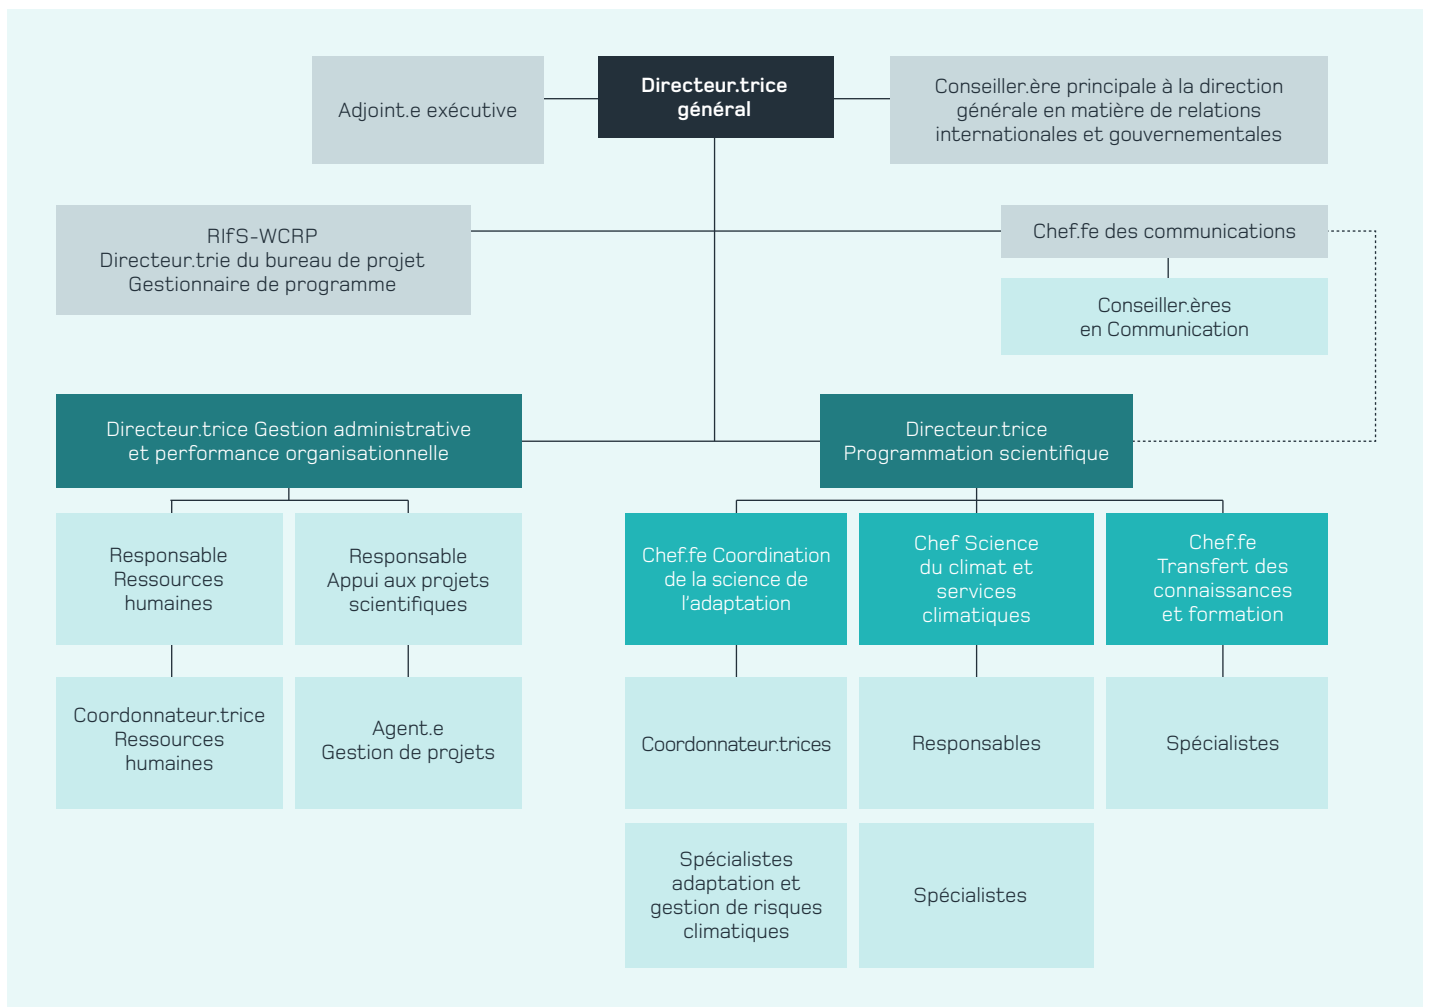 Adjoint.e exécutive
Directeur.trice
général
Conseiller.ère principale à la direction
générale en matière de relations
internationales et gouvernementales
RIfS-WCRP
Directeur.trie du bureau de projet
Gestionnaire de programme
Chef.fe des communications
Conseiller.ères
en Communication
Directeur.trice Gestion administrative
et performance organisationnelle
Directeur.trice
Programmation scientifique
Responsable
Ressources
humaines
Responsable
Appui aux projets
scientifiques
Chef.fe Coordination
de la science de
l'adaptation
Chef Science
du climat et
services
climatiques
Chef.fe
Transfert des
connaissances
et formation
Coordonnateur.trice
Ressources
humaines
Agent.e
Gestion de projets
Coordonnateur.trices
Responsables
Spécialistes
Spécialistes
adaptation et
gestion de risques
climatiques
Spécialistes